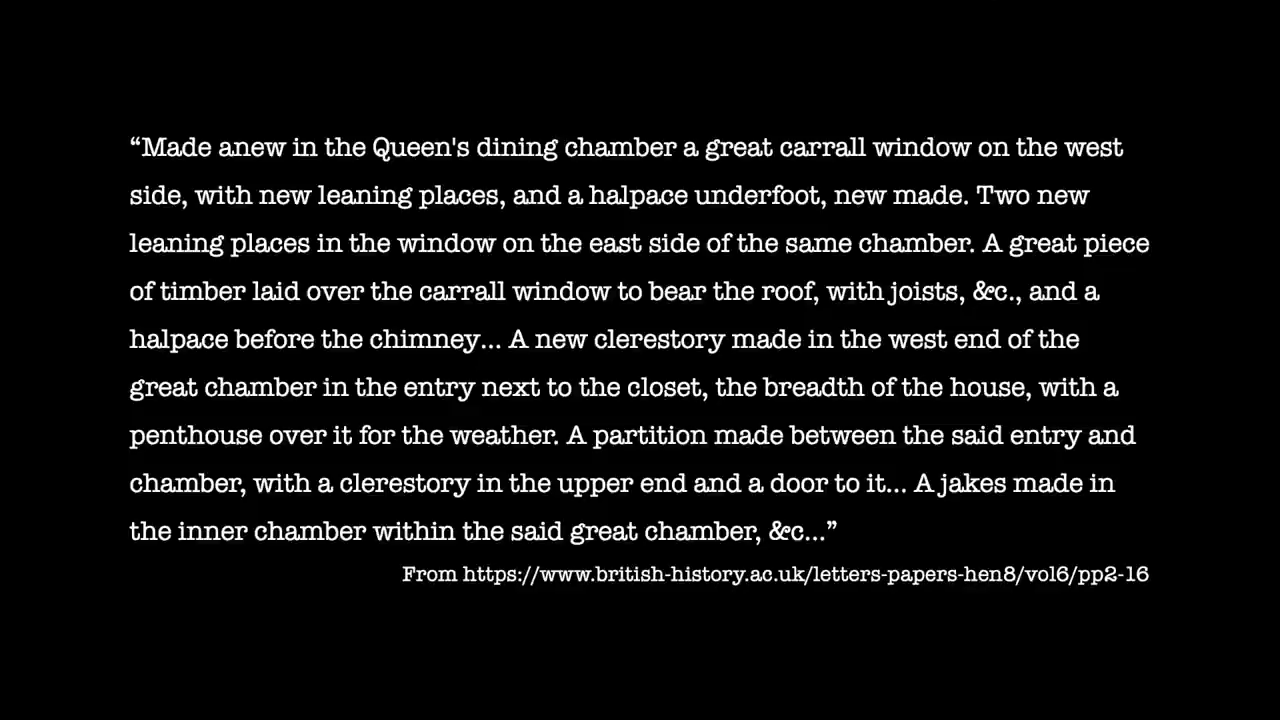 “Made anew in the Queen's dining chamber a great carrall window on the west
side, with new leaning places, and a halpace underfoot, new made. Two new
leaning places in the window on the east side of the same chamber. A great piece
of timber laid over the carrall window to bear the roof, with joists, &c., and a
halpace before the chimney... A new clerestory made in the west end of the
great chamber in the entry next to the closet, the breadth of the house, with a
penthouse over it for the weather. A partition made between the said entry and
chamber, with a clerestory in the upper end and a door to it... A jakes made in
the inner chamber within the said great chamber, &c...”
From https://www.british-history.ac.uk/letters-papers-hen8/vol6/pp2-16